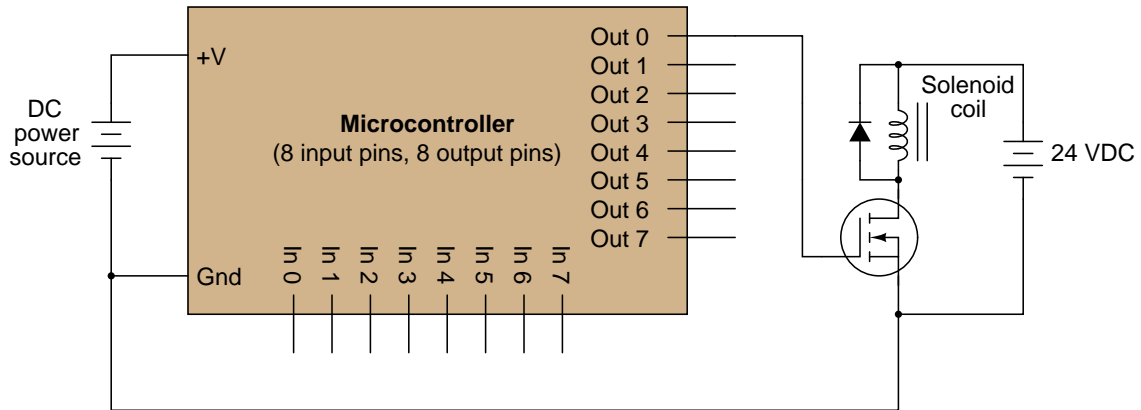 Out 0
+V
Out 1
Out 2
Solenoid
coil
DC
power
source
Microcontroller
(8 input pins, 8 output pins)
Out 3
Out 4
Out 5
Out 6
Out 7
24 VDC
Gnd
In 0
In 1
In 2
In 3
In 4
In 5
In 6
In 7